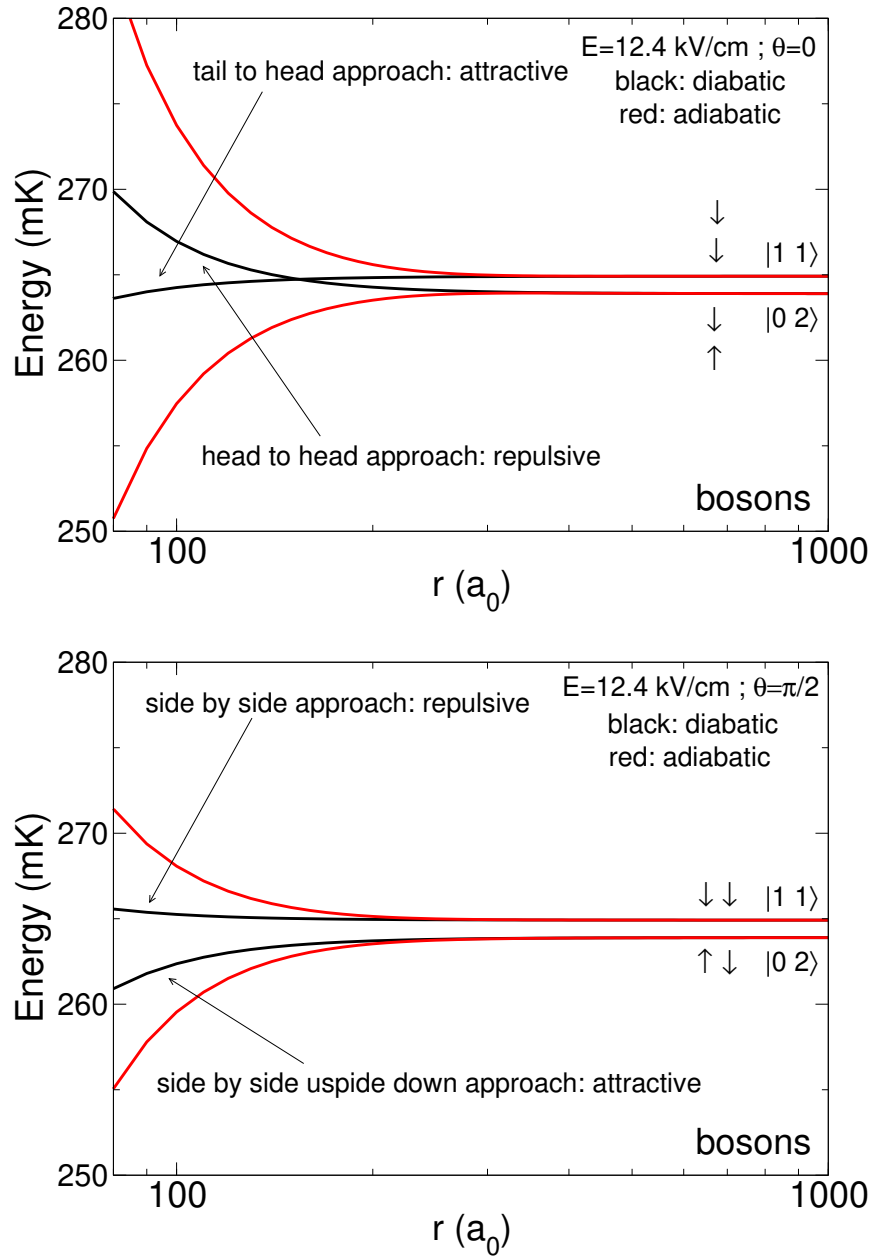 280
E=12.4 kV/cm ; θ=0
tail to head approach: attractive
black: diabatic
red: adiabatic
270
↓
↓ |1 1⟩
Energy (mK)
↓ |0 2⟩
↑
260
head to head approach: repulsive
bosons
250
100
1000
r (a₀)
280
E=12.4 kV/cm ; θ=π/2
side by side approach: repulsive
black: diabatic
red: adiabatic
270
↓↓ |1 1⟩
Energy (mK)
↑↓ |0 2⟩
260
side by side uspide down approach: attractive
bosons
250
100
1000
r (a₀)